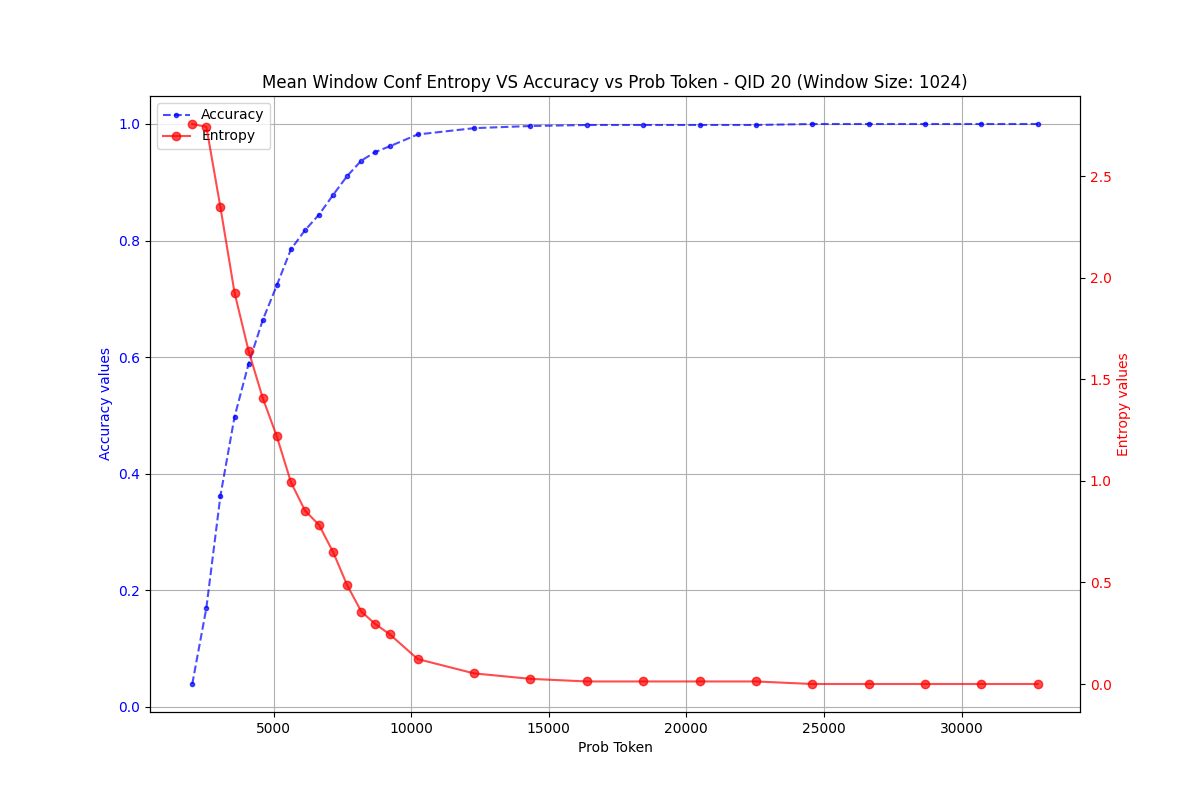 Mean Window Conf Entropy VS Accuracy vs Prob Token - QID 20 (Window Size: 1024)
Accuracy
Entropy
1.0
0.8
0.6
0.4
0.2
0.0
Accuracy values
2.5
2.0
1.5
1.0
0.5
0.0
Entropy values
5000 10000 15000 20000 25000 30000
Prob Token